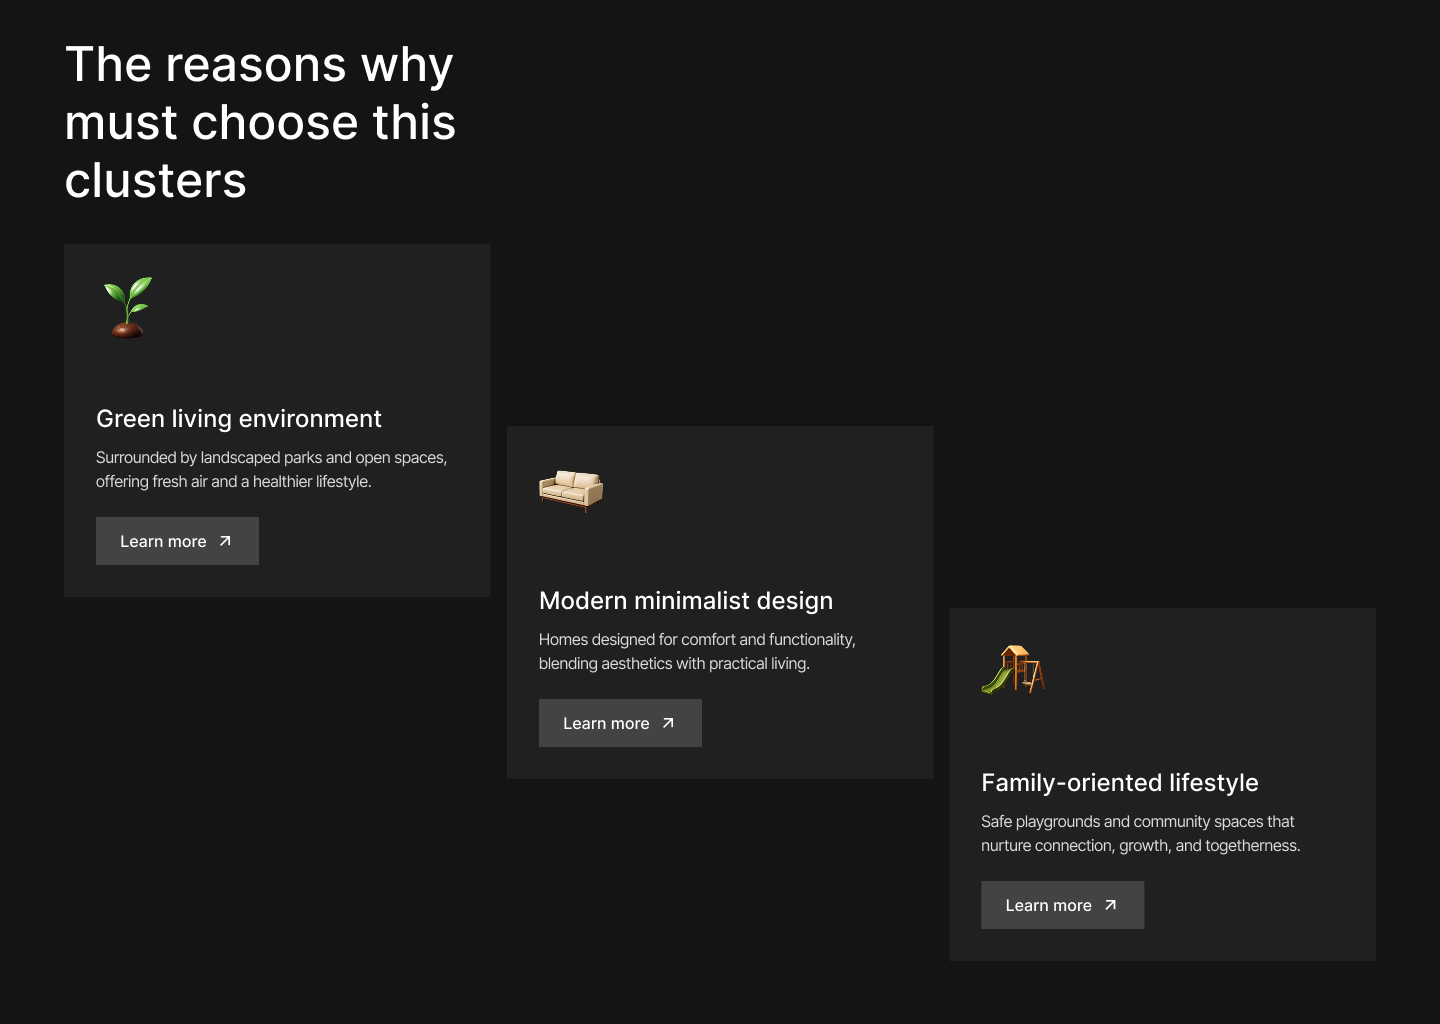 The reasons why
must choose this
clusters
Green living environment
Surrounded by landscaped parks and open spaces,
offering fresh air and a healthier lifestyle.
Learn more
Modern minimalist design
Homes designed for comfort and functionality,
blending aesthetics with practical living.
Learn more
Family-oriented lifestyle
Safe playgrounds and community spaces that
nurture connection, growth, and togetherness.
Learn more